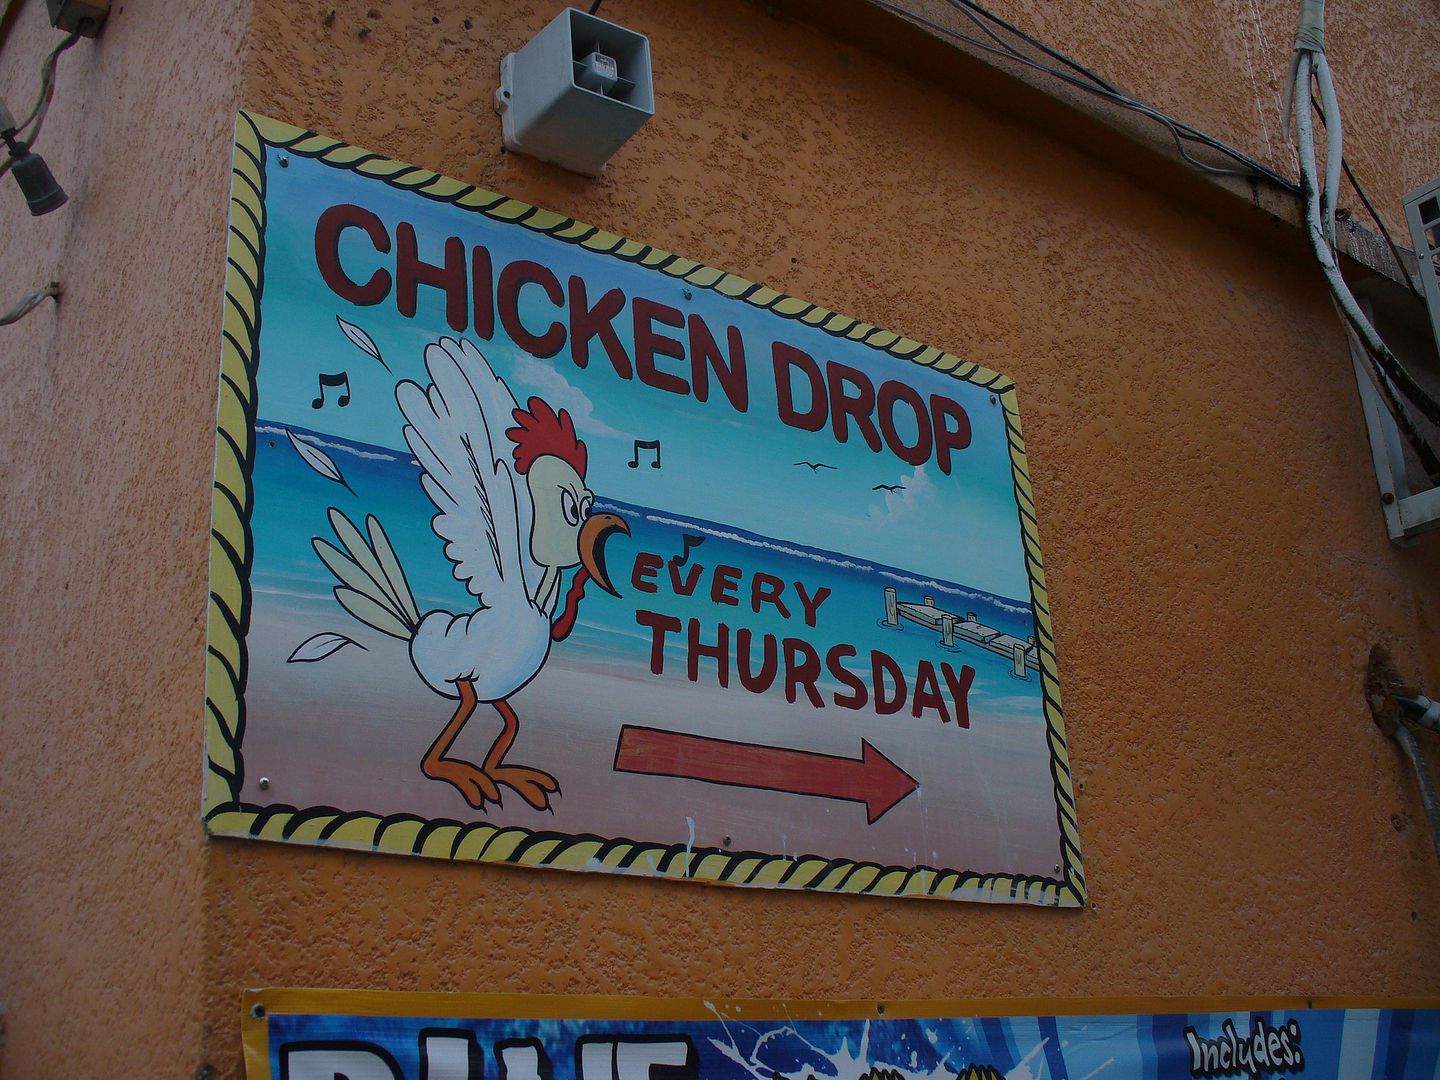 CHICKEN DROP
EVERY
THURSDAY
Includes: